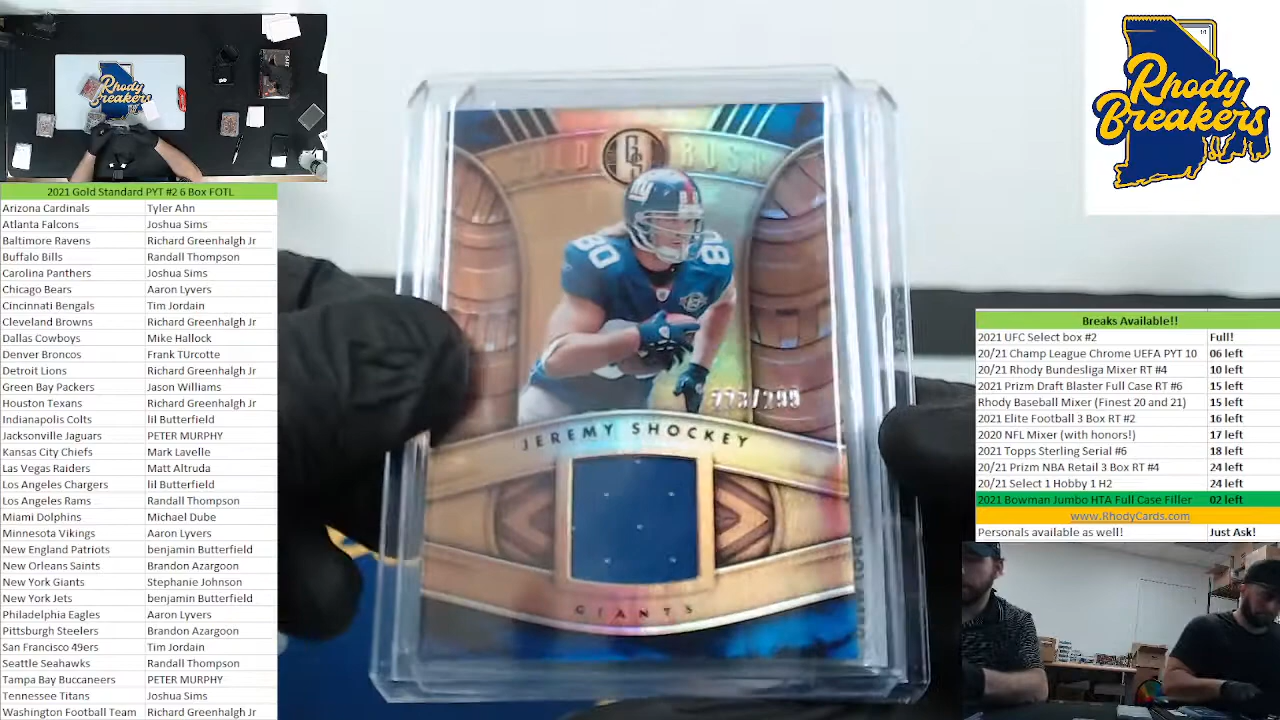 Rhody
Breakers
2021 Gold Standard PYT #2 6 Box FOTL
Arizona Cardinals Tyler Ahn
Atlanta Falcons Joshua Sims
Baltimore Ravens Richard Greenhalgh Jr
Buffalo Bills Randall Thompson
Carolina Panthers Joshua Sims
Chicago Bears Aaron Lyvers
Cincinnati Bengals Tim Jordain
Cleveland Browns Richard Greenhalgh Jr
Dallas Cowboys Mike Hallock
Denver Broncos Frank TUrcotte
Detroit Lions Richard Greenhalgh Jr
Green Bay Packers Jason Williams
Houston Texans Richard Greenhalgh Jr
Indianapolis Colts lil Butterfield
Jacksonville Jaguars PETER MURPHY
Kansas City Chiefs Mark Lavelle
Las Vegas Raiders Matt Altruda
Los Angeles Chargers lil Butterfield
Los Angeles Rams Randall Thompson
Miami Dolphins Michael Dube
Minnesota Vikings Aaron Lyvers
New England Patriots benjamin Butterfield
New Orleans Saints Brandon Azargoon
New York Giants Stephanie Johnson
New York Jets benjamin Butterfield
Philadelphia Eagles Aaron Lyvers
Pittsburgh Steelers Brandon Azargoon
San Francisco 49ers Tim Jordain
Seattle Seahawks Randall Thompson
Tampa Bay Buccaneers PETER MURPHY
Tennessee Titans Joshua Sims
Washington Football Team Richard Greenhalgh Jr
GOLD GS RUSH
80 80
JEREMY SHOCKEY
GIANTS
Rhody
Breakers
Breaks Available!!
2021 UFC Select box #2 Full!
20/21 Champ League Chrome UEFA PYT 10 06 left
20/21 Rhody Bundesliga Mixer RT #4 10 left
2021 Prizm Draft Blaster Full Case RT #6 15 left
Rhody Baseball Mixer (Finest 20 and 21) 15 left
2021 Elite Football 3 Box RT #2 16 left
2020 NFL Mixer (with honors!) 17 left
2021 Topps Sterling Serial #6 18 left
20/21 Prizm NBA Retail 3 Box RT #4 24 left
20/21 Select 1 Hobby 1 H2 24 left
2021 Bowman Jumbo HTA Full Case Filler 02 left
www.RhodyCards.com
Personals available as well! Just Ask!